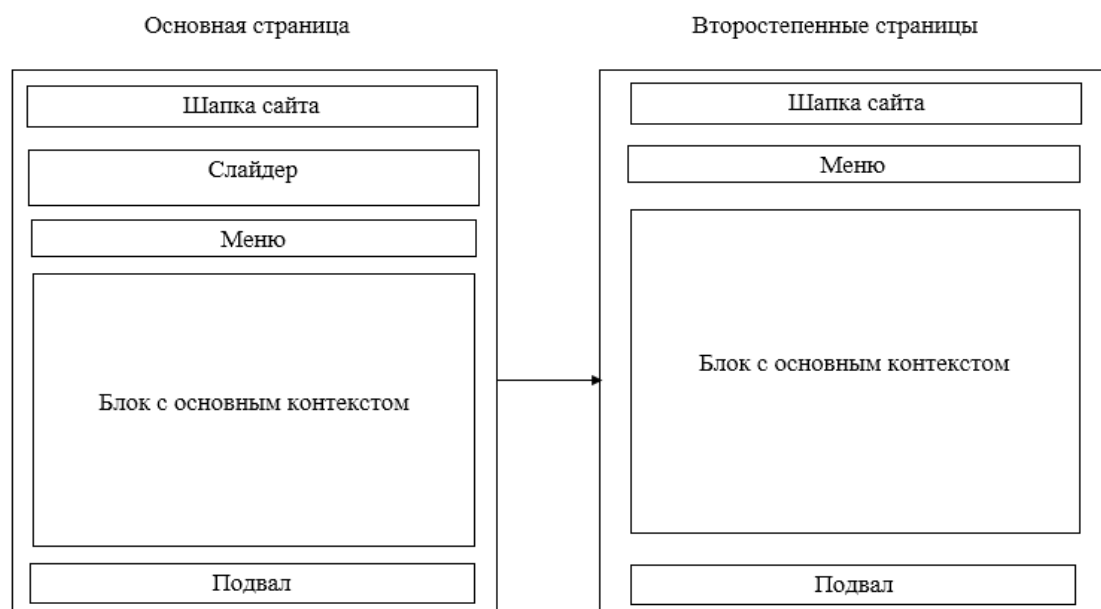 Основная страница
Шапка сайта
Слайдер
Меню
Блок с основным контекстом
Подвал
Второстепенные страницы
Шапка сайта
Меню
Блок с основным контекстом
Подвал